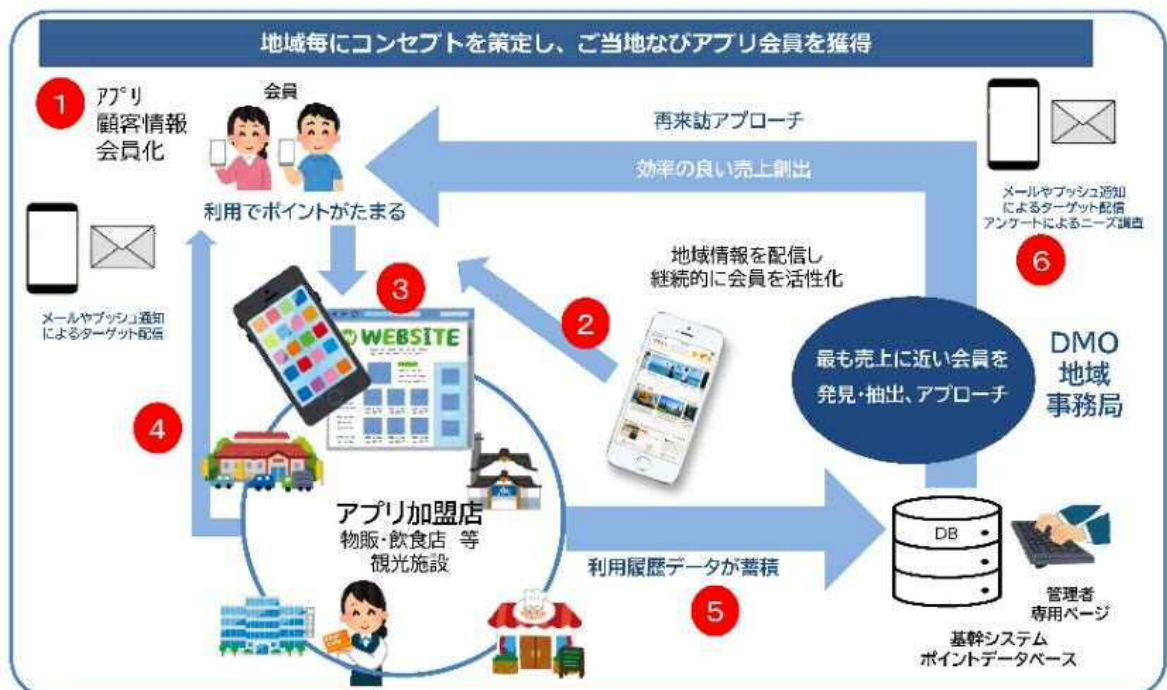 地域毎にコンセプトを策定し、ご当地なびアプリ会員を獲得
1
アプリ
顧客情報
会員化
会員
利用でポイントがたまる
再来訪アプローチ
効率の良い売上創出
メールやプッシュ通知
によるターゲット配信
アンケートによるニーズ調査
6
メールやプッシュ通知
によるターゲット配信
3
WEBSITE
2
地域情報を配信し
継続的に会員を活性化
最も売上に近い会員を
発見・抽出、アプローチ
DMO
地域
事務局
4
アプリ加盟店
物販・飲食店 等
観光施設
利用履歴データが蓄積
5
DB
管理者
専用ページ
基幹システム
ポイントデータベース